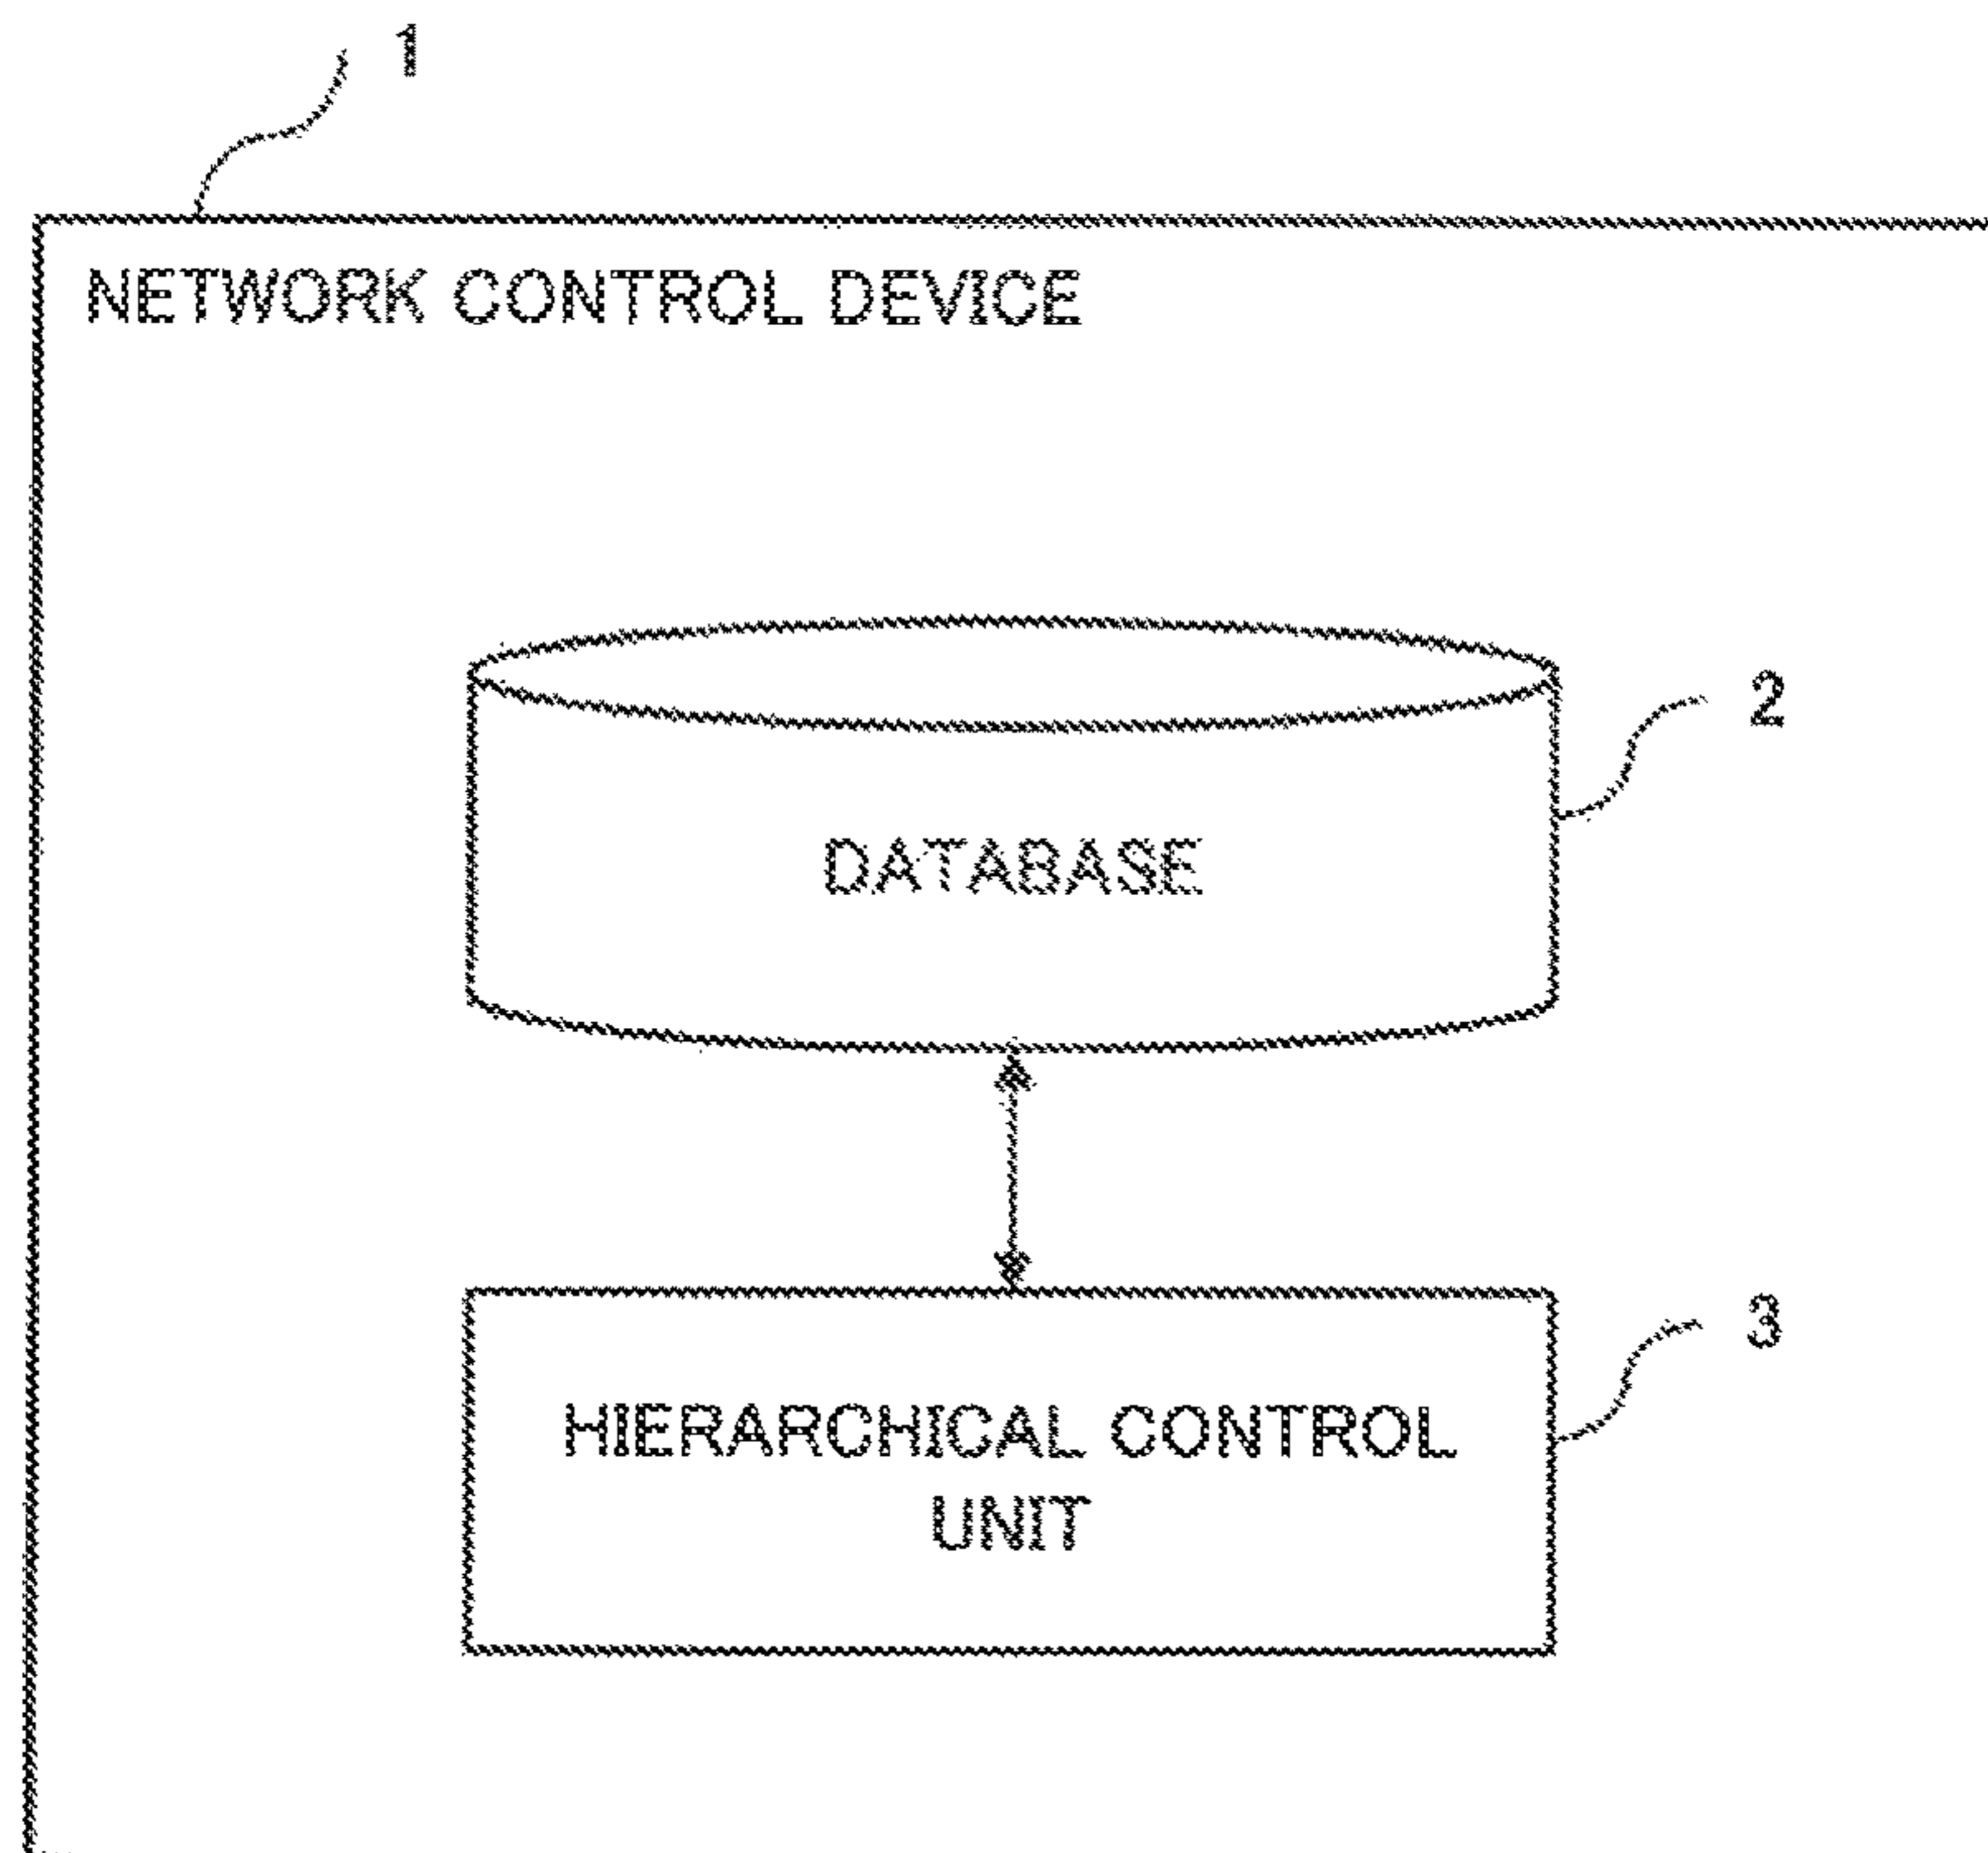 1
NETWORK CONTROL DEVICE
2
DATABASE
3
HIERARCHICAL CONTROL
UNIT